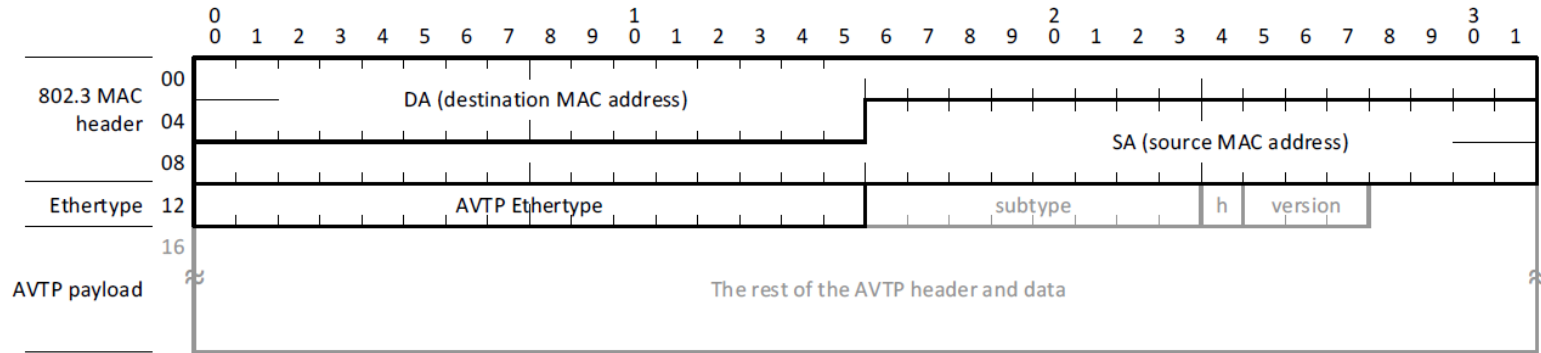 0 1 2 3
0 1 2 3 4 5 6 7 8 9 0 1 2 3 4 5 6 7 8 9 0 1 2 3 4 5 6 7 8 9 0 1
802.3 MAC header
00
04
08
DA (destination MAC address)
SA (source MAC address)
Ethertype 12 AVTP Ethertype subtype h version
16
AVTP payload The rest of the AVTP header and data